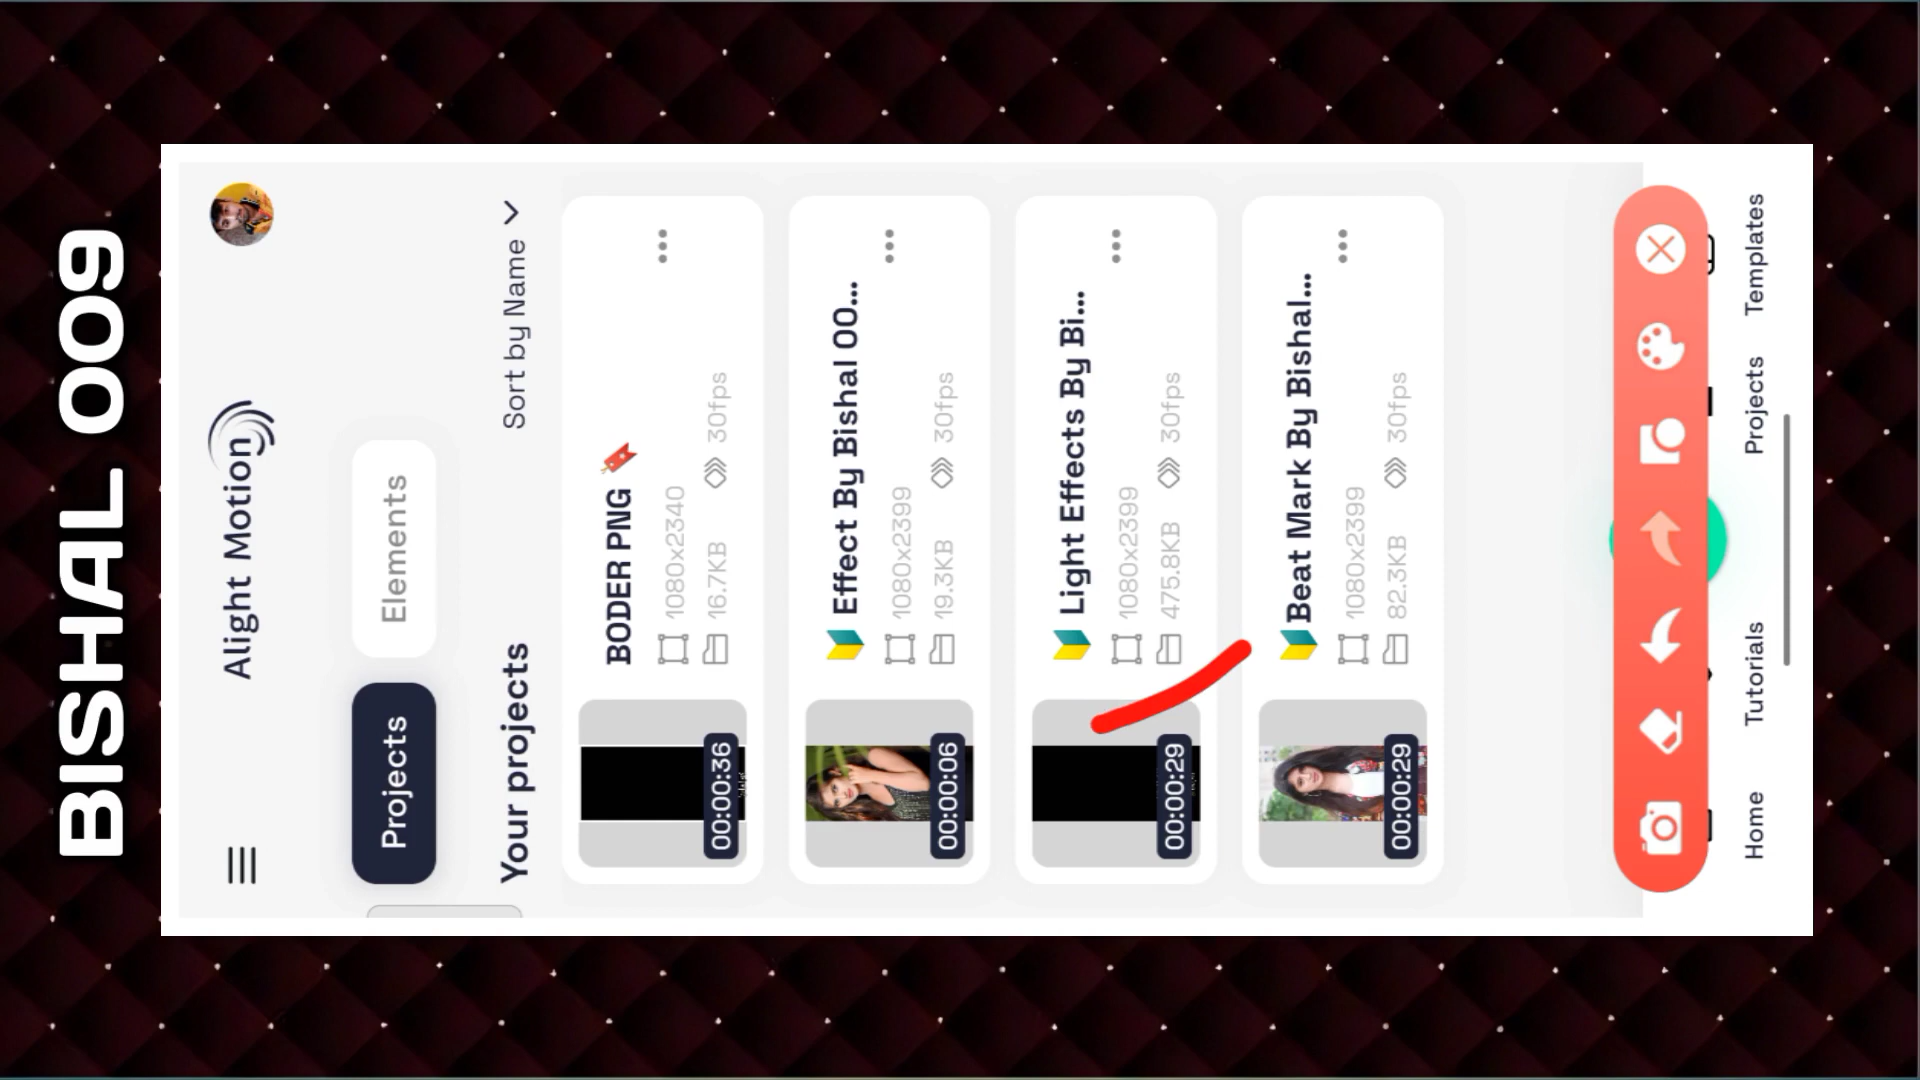 BISHAL 009
Alight Motion
Projects
Elements
Your projects
Sort by Name
BODER PNG
1080x2340
16.7KB
30fps
00:00:36
Effect By Bishal 00...
1080x2399
19.3KB
30fps
00:00:06
Light Effects By Bi...
1080x2399
475.8KB
30fps
00:00:29
Beat Mark By Bishal...
1080x2399
82.3KB
30fps
00:00:29
Home
Tutorials
Projects
Templates